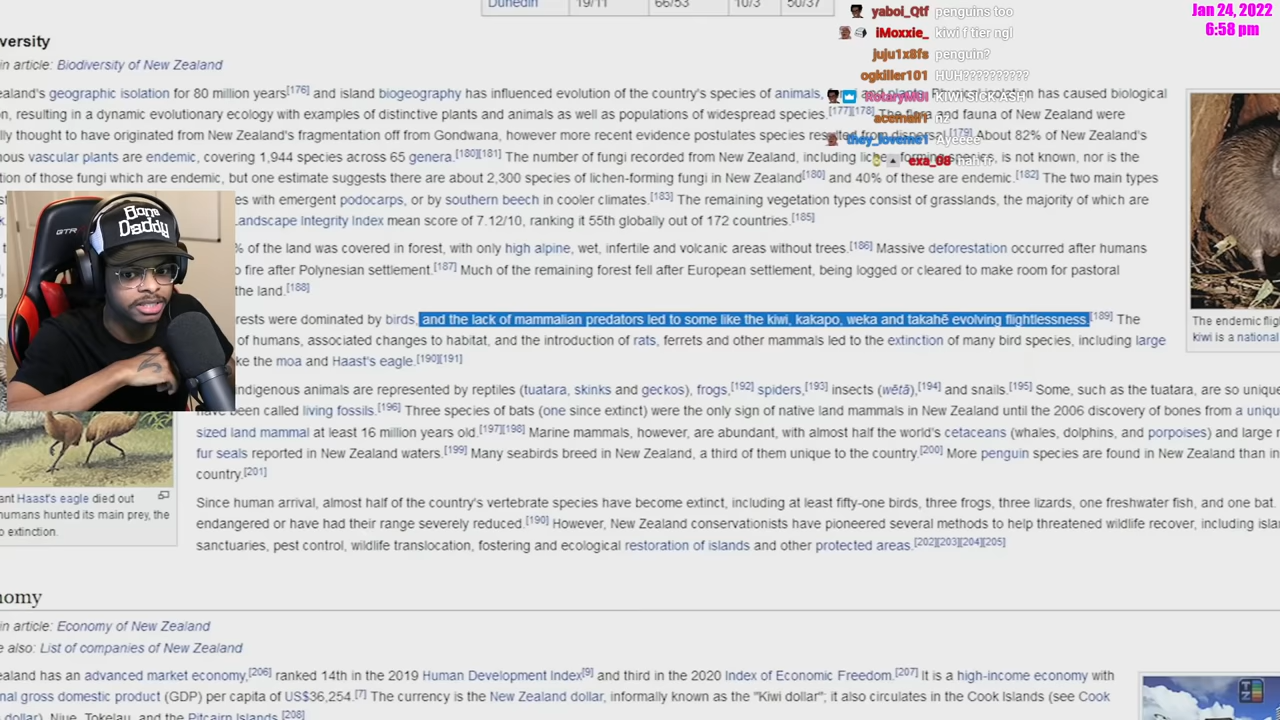 Dunedin 19/11 66/53 10/3 50/37
yaboi_Qtf penguins too
Jan 24, 2022
iMoxxie_ kiwi f tier ngl
6:58 pm
versity
juju1x8fs penguin?
in article: Biodiversity of New Zealand
ogkiller101 HUH??????????
ealand's geographic isolation for 80 million years[176] and island biogeography has influenced evolution of the country's species of animals, has caused biological
KIWI SICK ASH
, resulting in a dynamic evolutionary ecology with examples of distinctive plants and animals as well as populations of widespread species.[177][178] The flora and fauna of New Zealand were
lly thought to have originated from New Zealand's fragmentation off from Gondwana, however more recent evidence postulates species resulted from dispersal.[179] About 82% of New Zealand's
they_loveme1 Ayeeee
nous vascular plants are endemic, covering 1,944 species across 65 genera.[180][181] The number of fungi recorded from New Zealand, including lichen-forming species, is not known, nor is the
exa_08
tion of those fungi which are endemic, but one estimate suggests there are about 2,300 species of lichen-forming fungi in New Zealand[180] and 40% of these are endemic.[182] The two main types
es with emergent podocarps, or by southern beech in cooler climates.[183] The remaining vegetation types consist of grasslands, the majority of which are
Landscape Integrity Index mean score of 7.12/10, ranking it 55th globally out of 172 countries.[185]
% of the land was covered in forest, with only high alpine, wet, infertile and volcanic areas without trees.[186] Massive deforestation occurred after humans
o fire after Polynesian settlement.[187] Much of the remaining forest fell after European settlement, being logged or cleared to make room for pastoral
the land.[188]
rests were dominated by birds, and the lack of mammalian predators led to some like the kiwi, kakapo, weka and takahē evolving flightlessness.[189] The
of humans, associated changes to habitat, and the introduction of rats, ferrets and other mammals led to the extinction of many bird species, including large
ke the moa and Haast's eagle.[190][191]
The endemic flig
kiwi is a national
Bone
Daddy
GTR
indigenous animals are represented by reptiles (tuatara, skinks and geckos), frogs,[192] spiders,[193] insects (wētā),[194] and snails.[195] Some, such as the tuatara, are so unique
have been called living fossils.[196] Three species of bats (one since extinct) were the only sign of native land mammals in New Zealand until the 2006 discovery of bones from a uniqu
sized land mammal at least 16 million years old.[197][198] Marine mammals, however, are abundant, with almost half the world's cetaceans (whales, dolphins, and porpoises) and large n
fur seals reported in New Zealand waters.[199] Many seabirds breed in New Zealand, a third of them unique to the country.[200] More penguin species are found in New Zealand than in
country.[201]
ant Haast's eagle died out
humans hunted its main prey, the
o extinction.
Since human arrival, almost half of the country's vertebrate species have become extinct, including at least fifty-one birds, three frogs, three lizards, one freshwater fish, and one bat.
endangered or have had their range severely reduced.[190] However, New Zealand conservationists have pioneered several methods to help threatened wildlife recover, including isla
sanctuaries, pest control, wildlife translocation, fostering and ecological restoration of islands and other protected areas.[202][203][204][205]
nomy
in article: Economy of New Zealand
e also: List of companies of New Zealand
ealand has an advanced market economy,[206] ranked 14th in the 2019 Human Development Index[9] and third in the 2020 Index of Economic Freedom.[207] It is a high-income economy with
nal gross domestic product (GDP) per capita of US$36,254.[7] The currency is the New Zealand dollar, informally known as the "Kiwi dollar"; it also circulates in the Cook Islands (see Cook
s dollar), Niue, Tokelau, and the Pitcairn Islands.[208]